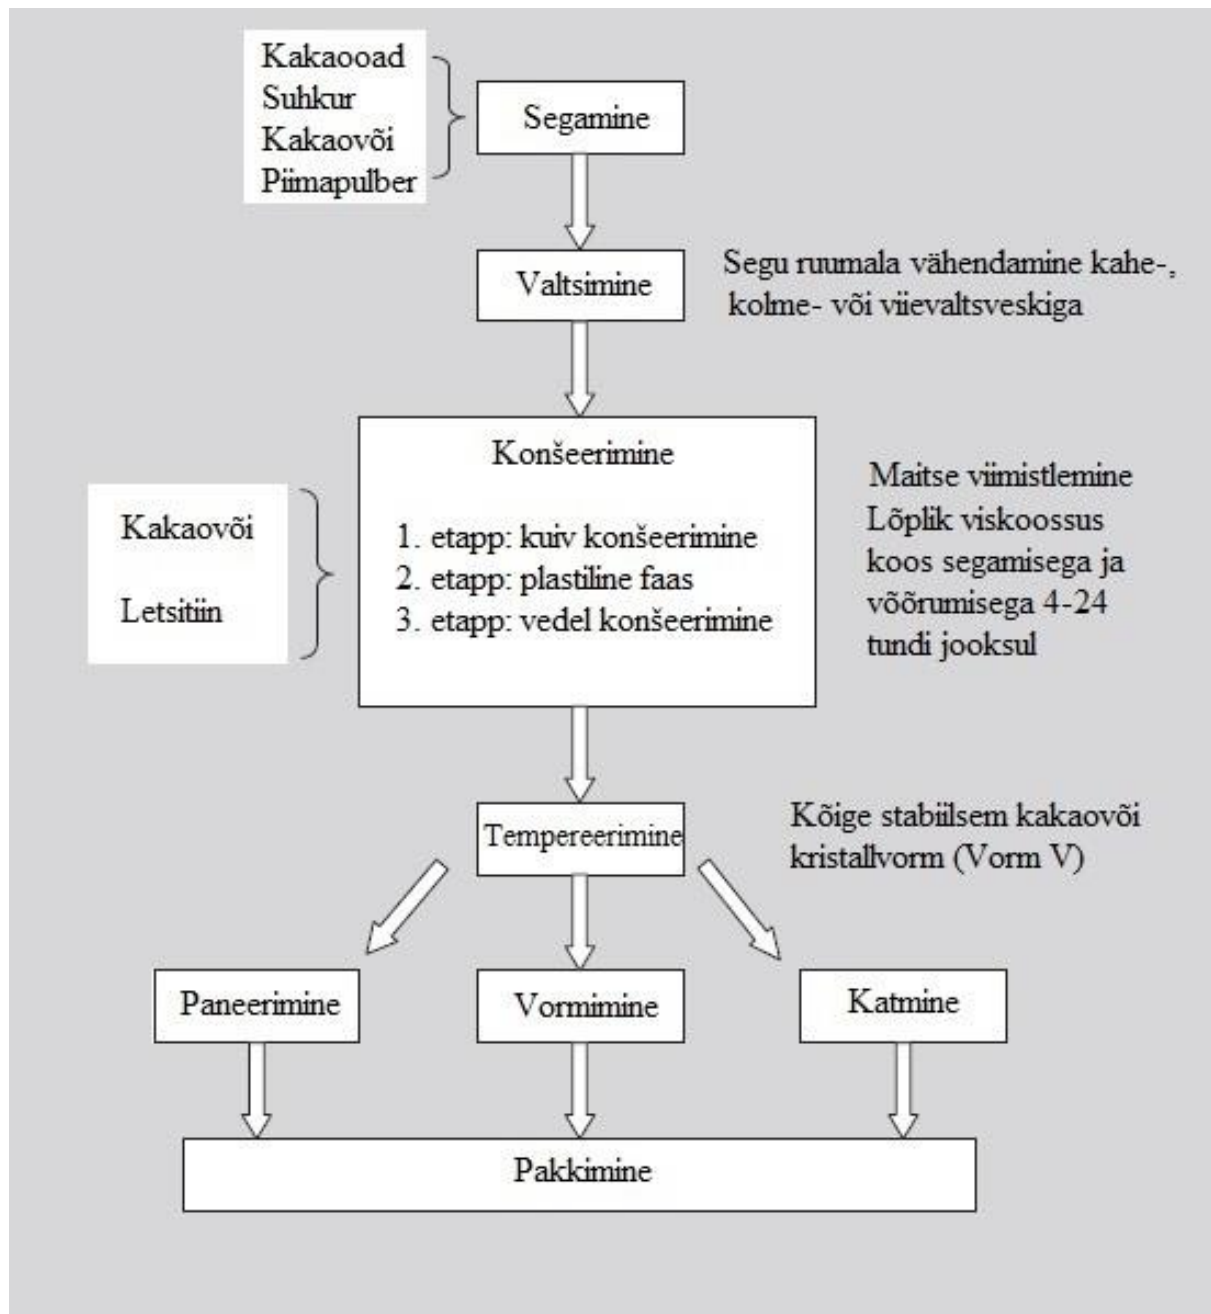 Kakaooad
Suhkur
Kakaovõi
Piimapulber
Segamine
Valtsimine
Segu ruumala vähendamine kahe-,
kolme- või viievaltsveskiga
Konšeerimine
1. etapp: kuiv konšeerimine
2. etapp: plastiline faas
3. etapp: vedel konšeerimine
Kakaovõi
Letsitiin
Maitse viimistlemine
Lõplik viskoossus
koos segamisega ja
võõrumisega 4-24
tundi jooksul
Tempereerimine
Kõige stabiilsem kakaovõi
kristallvorm (Vorm V)
Paneerimine
Vormimine
Katmine
Pakkimine